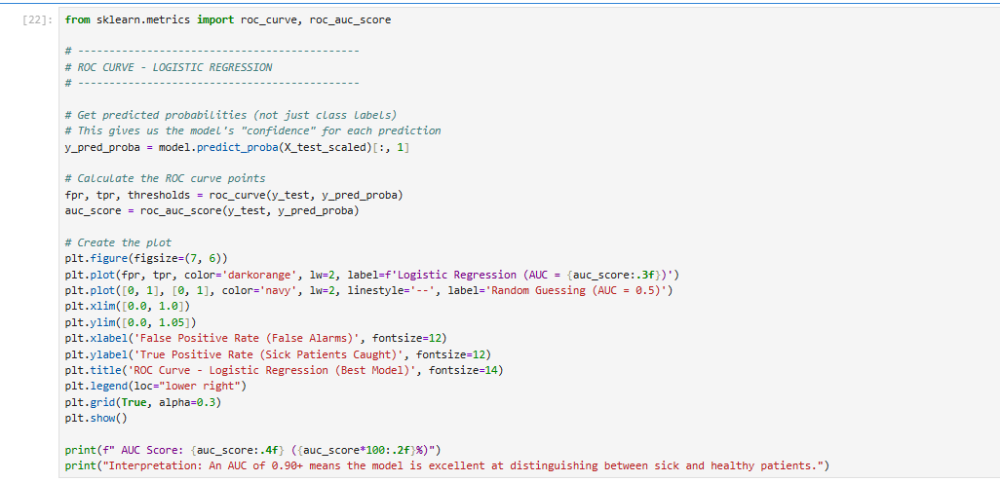 [22]: from sklearn.metrics import roc_curve, roc_auc_score
# ---------------------------------------------
# ROC CURVE - LOGISTIC REGRESSION
# ---------------------------------------------
# Get predicted probabilities (not just class labels)
# This gives us the model's "confidence" for each prediction
y_pred_proba = model.predict_proba(X_test_scaled)[:, 1]
# Calculate the ROC curve points
fpr, tpr, thresholds = roc_curve(y_test, y_pred_proba)
auc_score = roc_auc_score(y_test, y_pred_proba)
# Create the plot
plt.figure(figsize=(7, 6))
plt.plot(fpr, tpr, color='darkorange', lw=2, label=f'Logistic Regression (AUC = {auc_score:.3f})')
plt.plot([0, 1], [0, 1], color='navy', lw=2, linestyle='--', label='Random Guessing (AUC = 0.5)')
plt.xlim([0.0, 1.0])
plt.ylim([0.0, 1.05])
plt.xlabel('False Positive Rate (False Alarms)', fontsize=12)
plt.ylabel('True Positive Rate (Sick Patients Caught)', fontsize=12)
plt.title('ROC Curve - Logistic Regression (Best Model)', fontsize=14)
plt.legend(loc="lower right")
plt.grid(True, alpha=0.3)
plt.show()
print(f" AUC Score: {auc_score:.4f} ({auc_score*100:.2f}%)")
print("Interpretation: An AUC of 0.90+ means the model is excellent at distinguishing between sick and healthy patients.")